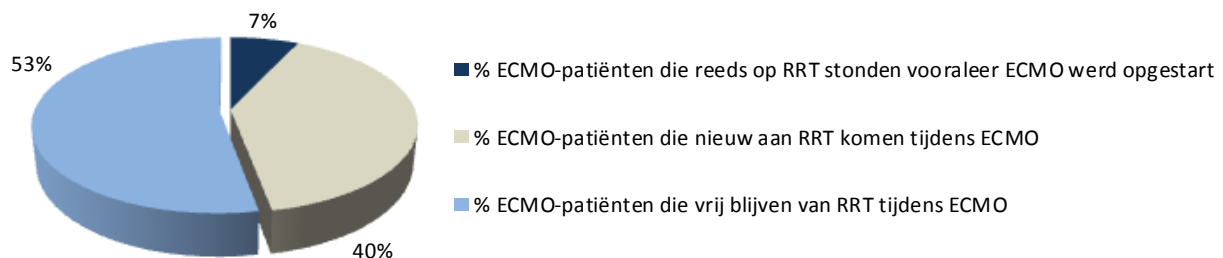 7%
53%
40%
% ECMO-patiënten die reeds op RRT stonden vooraleer ECMO werd opgestart
% ECMO-patiënten die nieuw aan RRT komen tijdens ECMO
% ECMO-patiënten die vrij blijven van RRT tijdens ECMO